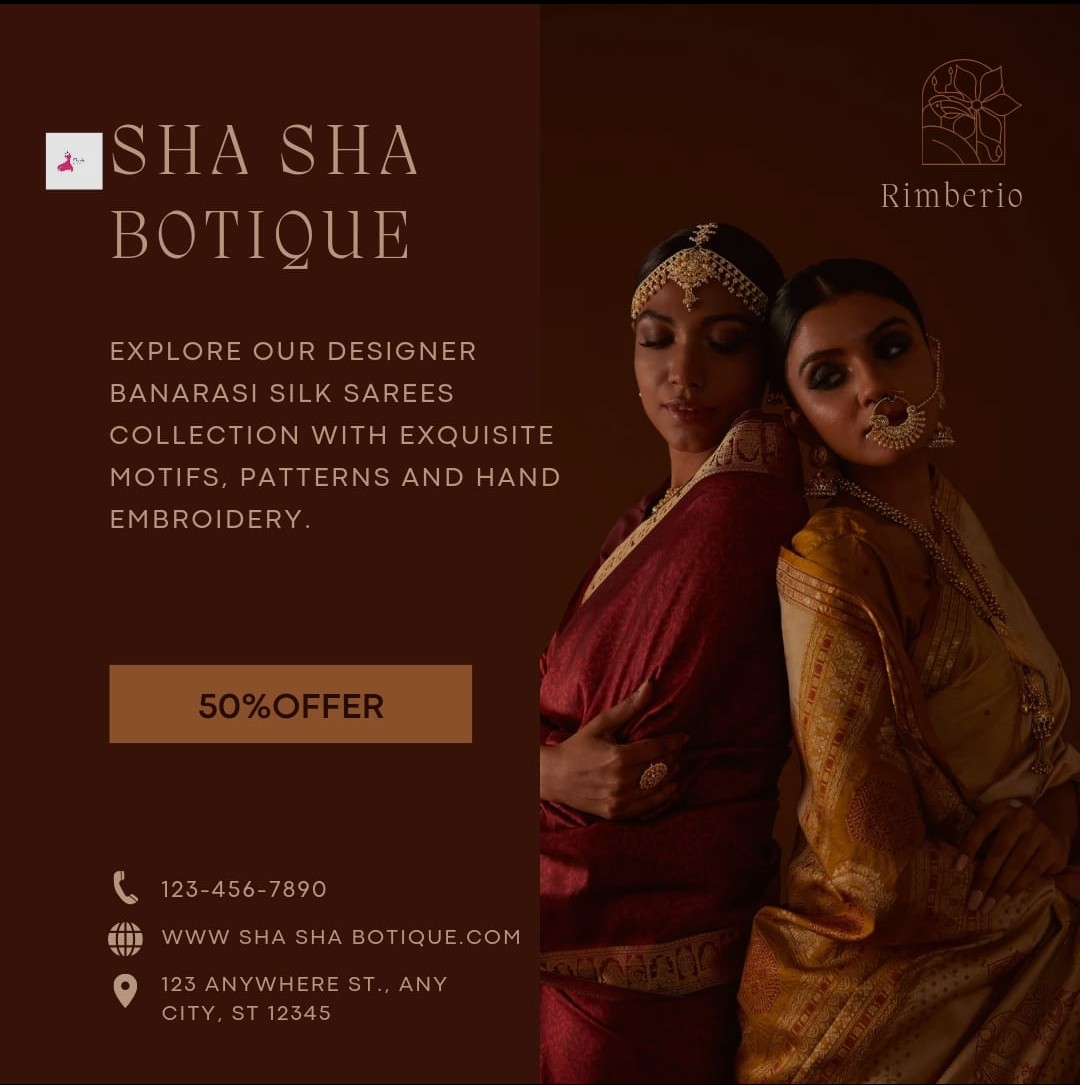 SHA SHA
BOTIQUE
Rimberio
EXPLORE OUR DESIGNER
BANARASI SILK SAREES
COLLECTION WITH EXQUISITE
MOTIFS, PATTERNS AND HAND
EMBROIDERY.
50%OFFER
123-456-7890
WWW SHA SHA BOTIQUE.COM
123 ANYWHERE ST., ANY
CITY, ST 12345